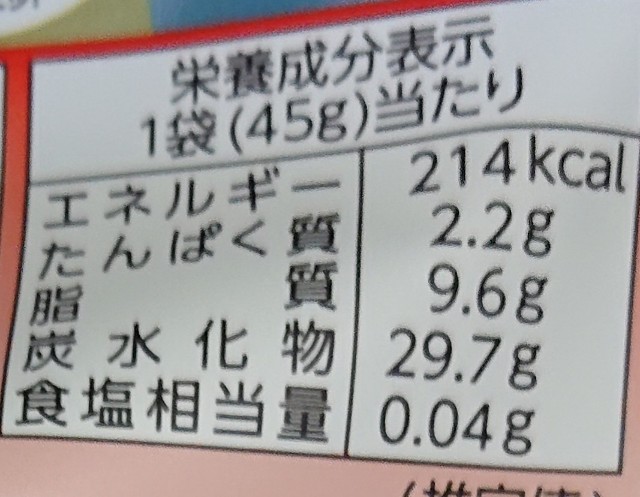 栄養成分表示
1袋(45g)当たり
エネルギー 214kcal
たんぱく質 2.2g
脂質 9.6g
炭水化物 29.7g
食塩相当量 0.04g